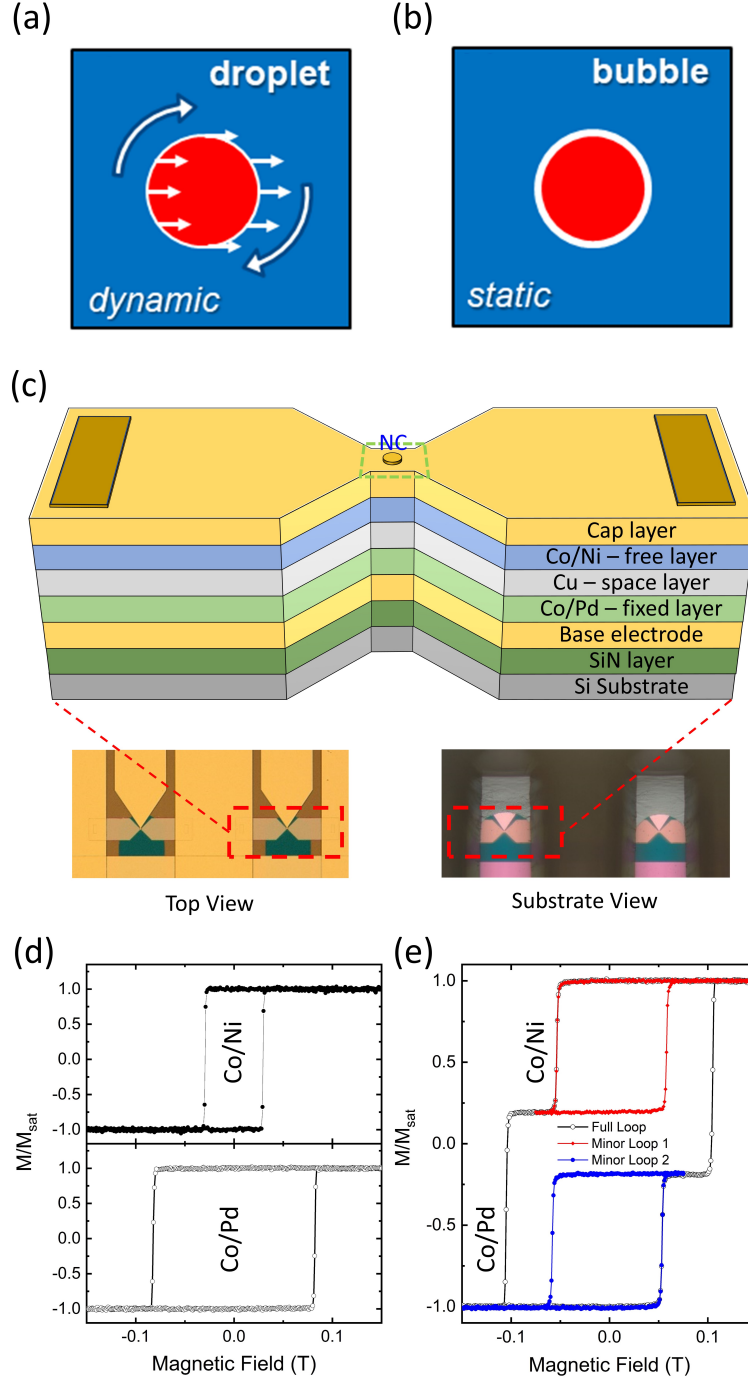 (a)
droplet
dynamic
(b)
bubble
static
(c)
NC
Cap layer
Co/Ni – free layer
Cu – space layer
Co/Pd – fixed layer
Base electrode
SiN layer
Si Substrate
Top View
Substrate View
(d)
M/Msat
1.0
0.5
0.0
-0.5
-1.0
Co/Ni
1.0
0.5
0.0
-0.5
-1.0
Co/Pd
-0.1
0.0
0.1
Magnetic Field (T)
(e)
M/Msat
1.0
0.5
0.0
-0.5
-1.0
Co/Ni
Co/Pd
Full Loop
Minor Loop 1
Minor Loop 2
-0.1
0.0
0.1
Magnetic Field (T)